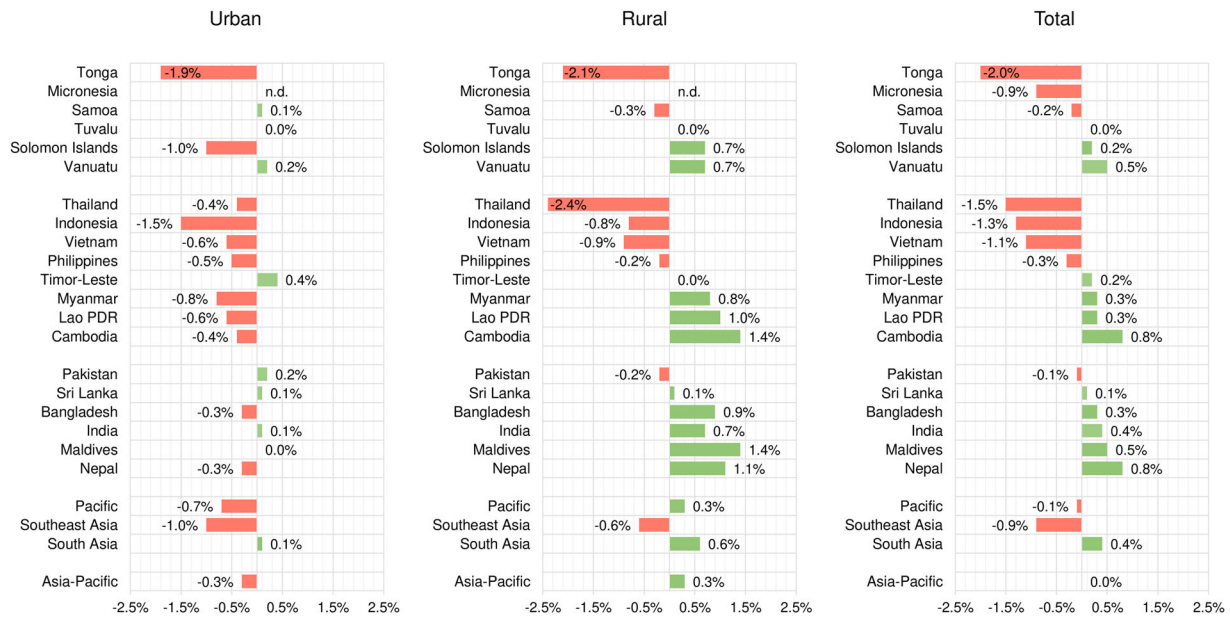 Urban Rural Total
Tonga -1.9% Tonga -2.1% Tonga -2.0%
Micronesia n.d. Micronesia n.d. Micronesia -0.9%
Samoa 0.1% Samoa -0.3% Samoa -0.2%
Tuvalu 0.0% Tuvalu 0.0% Tuvalu 0.0%
Solomon Islands -1.0% Solomon Islands 0.7% Solomon Islands 0.2%
Vanuatu 0.2% Vanuatu 0.7% Vanuatu 0.5%
Thailand -0.4% Thailand -2.4% Thailand -1.5%
Indonesia -1.5% Indonesia -0.8% Indonesia -1.3%
Vietnam -0.6% Vietnam -0.9% Vietnam -1.1%
Philippines -0.5% Philippines -0.2% Philippines -0.3%
Timor-Leste 0.4% Timor-Leste 0.0% Timor-Leste 0.2%
Myanmar -0.8% Myanmar 0.8% Myanmar 0.3%
Lao PDR -0.6% Lao PDR 1.0% Lao PDR 0.3%
Cambodia -0.4% Cambodia 1.4% Cambodia 0.8%
Pakistan 0.2% Pakistan -0.2% Pakistan -0.1%
Sri Lanka 0.1% Sri Lanka 0.1% Sri Lanka 0.1%
Bangladesh -0.3% Bangladesh 0.9% Bangladesh 0.3%
India 0.1% India 0.7% India 0.4%
Maldives 0.0% Maldives 1.4% Maldives 0.5%
Nepal -0.3% Nepal 1.1% Nepal 0.8%
Pacific -0.7% Pacific 0.3% Pacific -0.1%
Southeast Asia -1.0% Southeast Asia -0.6% Southeast Asia -0.9%
South Asia 0.1% South Asia 0.6% South Asia 0.4%
Asia-Pacific -0.3% Asia-Pacific 0.3% Asia-Pacific 0.0%
-2.5% -1.5% -0.5% 0.5% 1.5% 2.5% -2.5% -1.5% -0.5% 0.5% 1.5% 2.5% -2.5% -1.5% -0.5% 0.5% 1.5% 2.5%